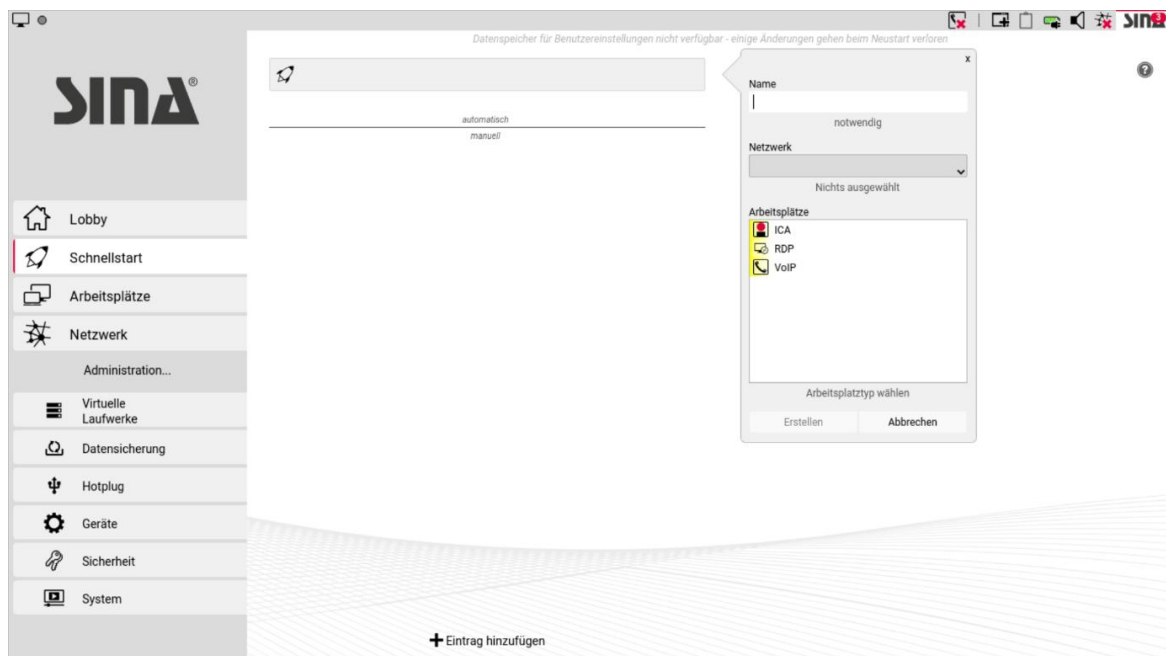 SINA
Datenspeicher für Benutzereinstellungen nicht verfügbar - einige Änderungen gehen beim Neustart verloren
SINA®
Lobby
Schnellstart
Arbeitsplätze
Netzwerk
Administration...
Virtuelle
Laufwerke
Datensicherung
Hotplug
Geräte
Sicherheit
System
automatisch
manuell
x
Name
notwendig
Netzwerk
Nichts ausgewählt
Arbeitsplätze
ICA
RDP
VoIP
Arbeitsplatztyp wählen
Erstellen Abbrechen
?
Eintrag hinzufügen